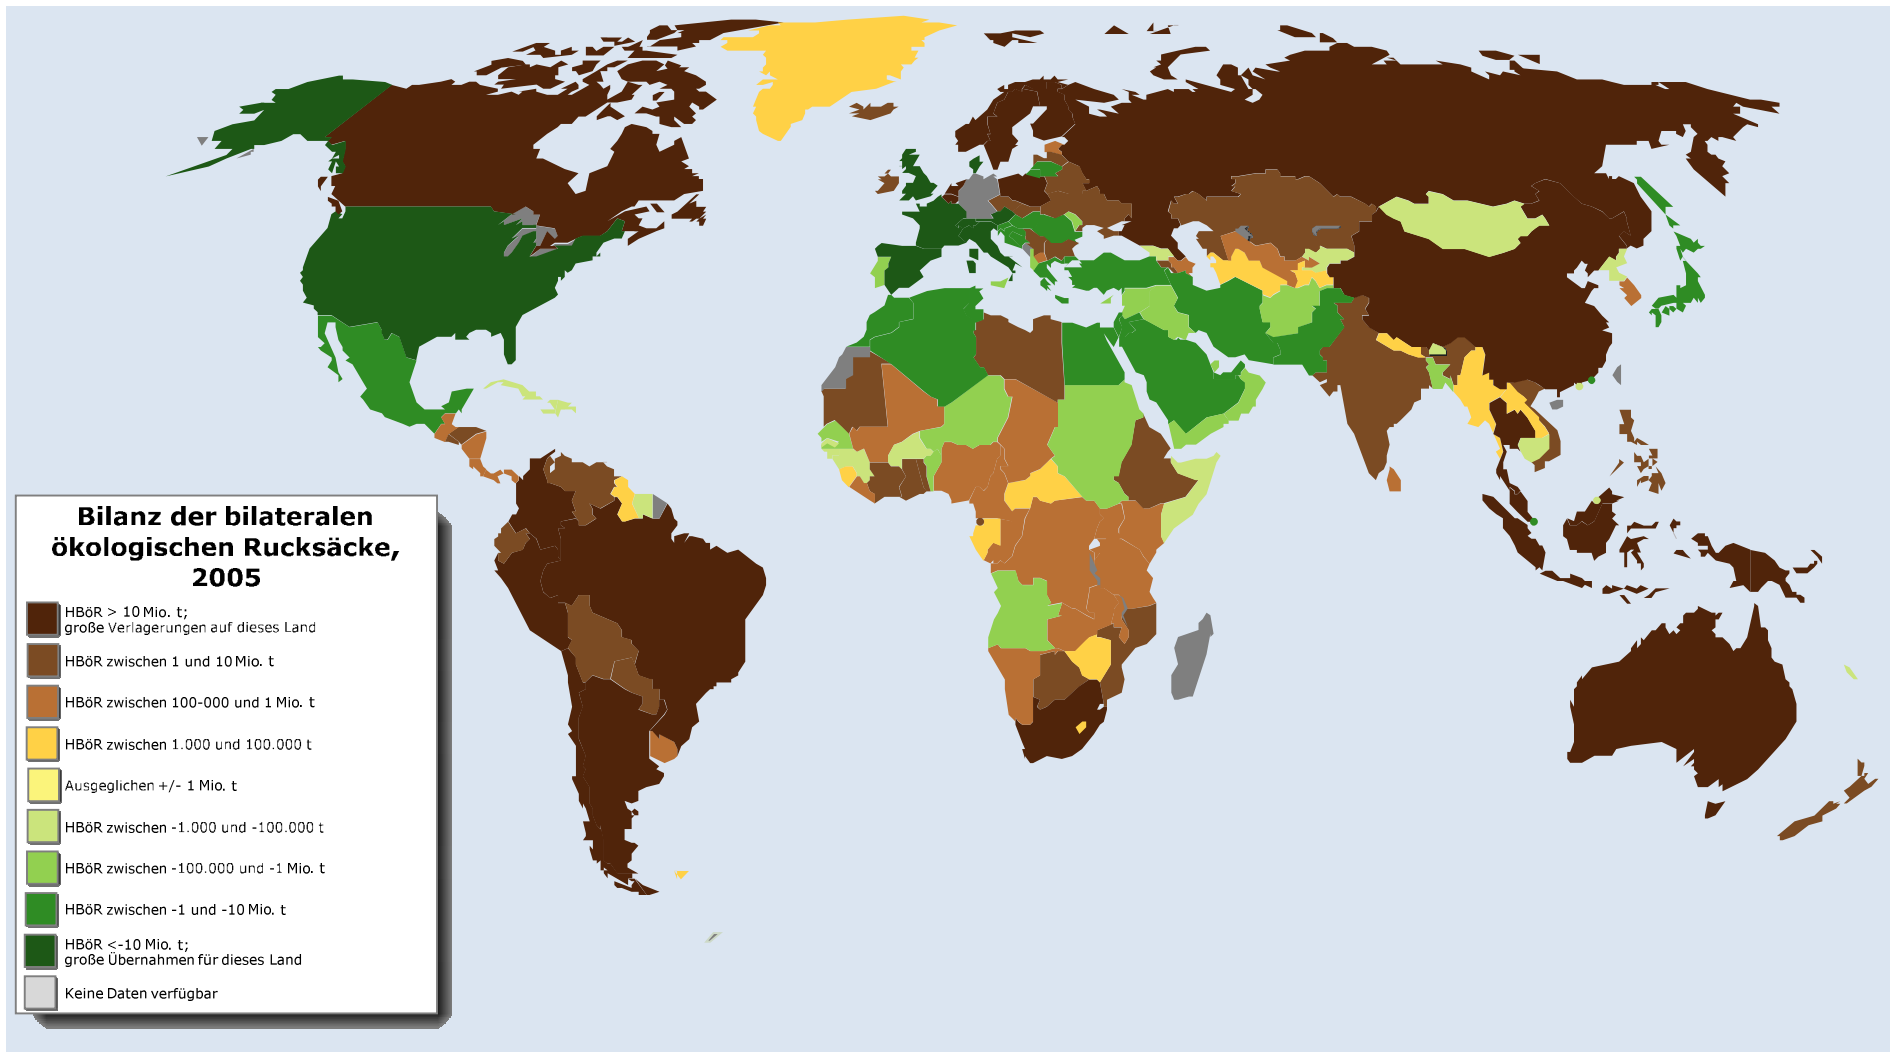 Bilanz der bilateralen
ökologischen Rucksäcke,
2005
HBöR > 10 Mio. t;
große Verlagerungen auf dieses Land
HBöR zwischen 1 und 10 Mio. t
HBöR zwischen 100-000 und 1 Mio. t
HBöR zwischen 1.000 und 100.000 t
Ausgeglichen +/- 1 Mio. t
HBöR zwischen -1.000 und -100.000 t
HBöR zwischen -100.000 und -1 Mio. t
HBöR zwischen -1 und -10 Mio. t
HBöR <-10 Mio. t;
große Übernahmen für dieses Land
Keine Daten verfügbar